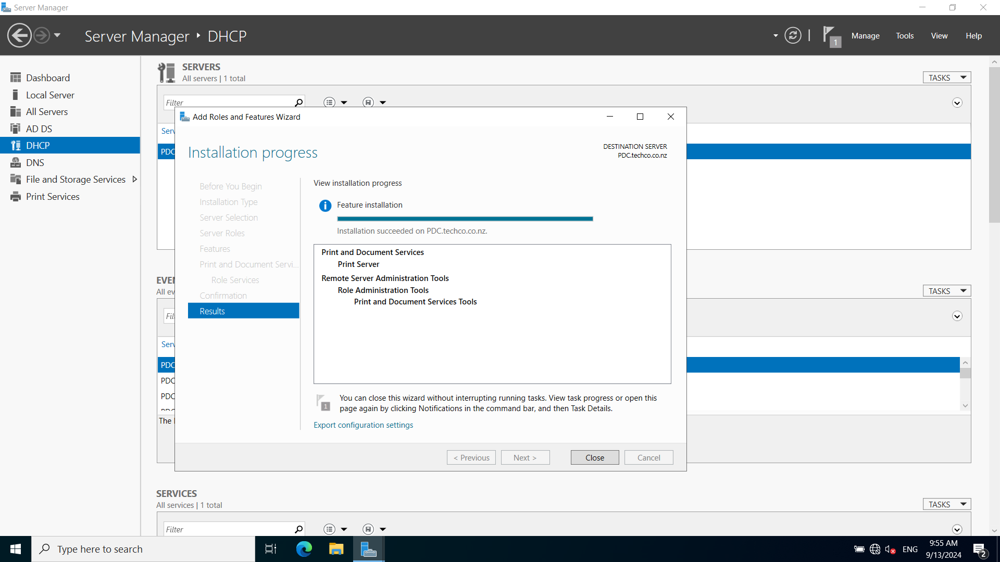 Server Manager
Server Manager ‣ DHCP
1
Manage
Tools
View
Help
Dashboard
Local Server
All Servers
AD DS
DHCP
DNS
File and Storage Services
Print Services
SERVERS
All servers | 1 total
TASKS
Filter
Serv
PDC
Add Roles and Features Wizard
Installation progress
DESTINATION SERVER
PDC.techco.co.nz
Before You Begin
Installation Type
Server Selection
Server Roles
Features
Print and Document Servi...
Role Services
Confirmation
Results
View installation progress
Feature installation
Installation succeeded on PDC.techco.co.nz.
Print and Document Services
Print Server
Remote Server Administration Tools
Role Administration Tools
Print and Document Services Tools
1
You can close this wizard without interrupting running tasks. View task progress or open this
page again by clicking Notifications in the command bar, and then Task Details.
Export configuration settings
< Previous
Next >
Close
Cancel
EVE
All ev
TASKS
Fil
Serv
PDC
PDC
PDC
The
SERVICES
All services | 1 total
TASKS
Filter
Type here to search
ENG
9:55 AM
9/13/2024
2